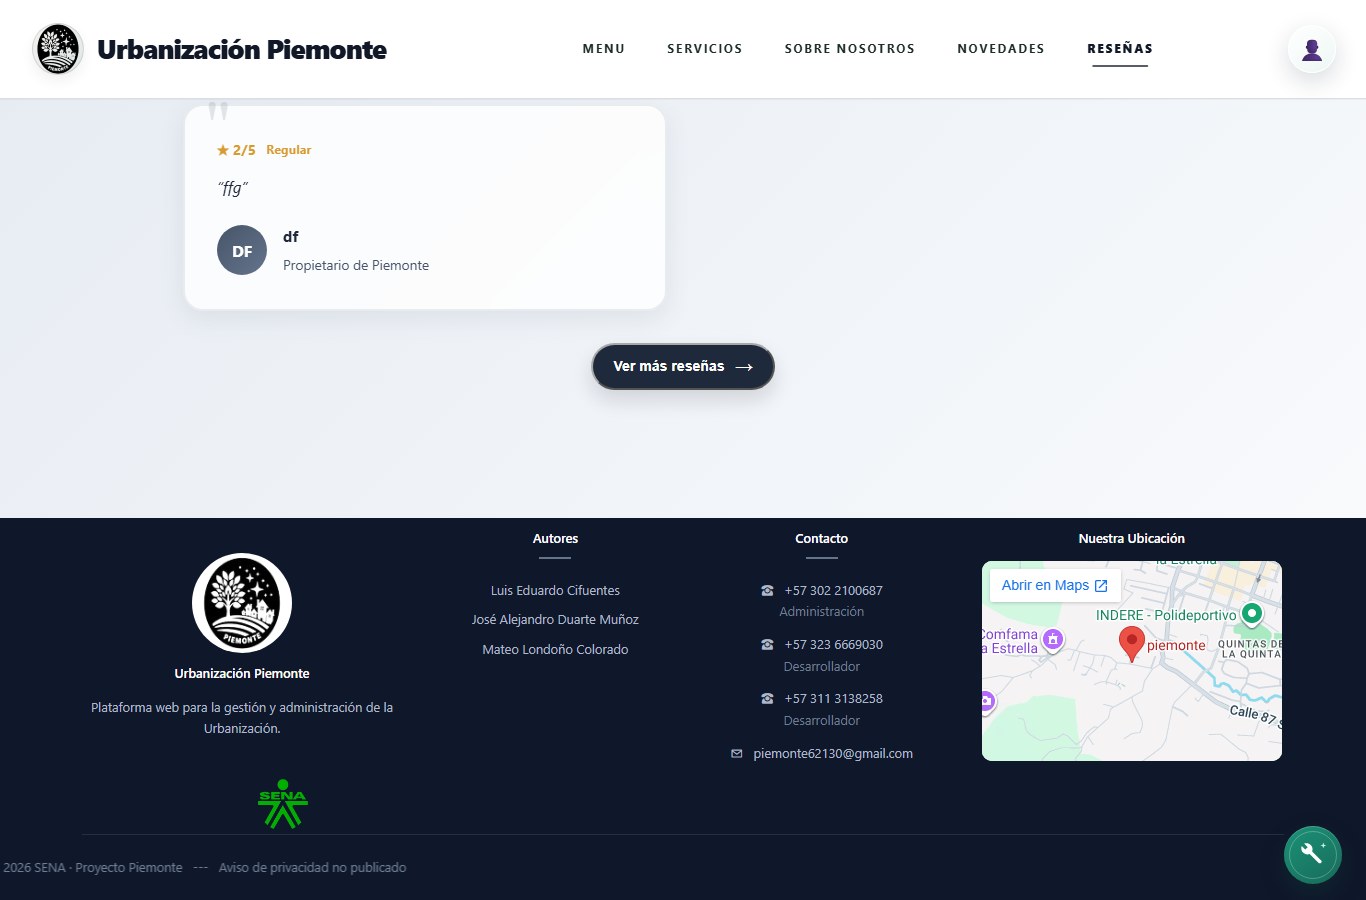 Urbanización Piemonte
MENU
SERVICIOS
SOBRE NOSOTROS
NOVEDADES
RESEÑAS
"
★ 2/5 Regular
“ffg”
DF
df
Propietario de Piemonte
Ver más reseñas →
PIEMONTE
Urbanización Piemonte
Plataforma web para la gestión y administración de la
Urbanización.
SENA
Autores
Luis Eduardo Cifuentes
José Alejandro Duarte Muñoz
Mateo Londoño Colorado
Contacto
+57 302 2100687
Administración
+57 323 6669030
Desarrollador
+57 311 3138258
Desarrollador
piemonte62130@gmail.com
Nuestra Ubicación
la Estrella
Abrir en Maps
INDERE - Polideportivo
Comfama
a Estrella
piemonte
QUINTAS DE
LA QUINTA
Calle 87 S
2026 SENA · Proyecto Piemonte --- Aviso de privacidad no publicado